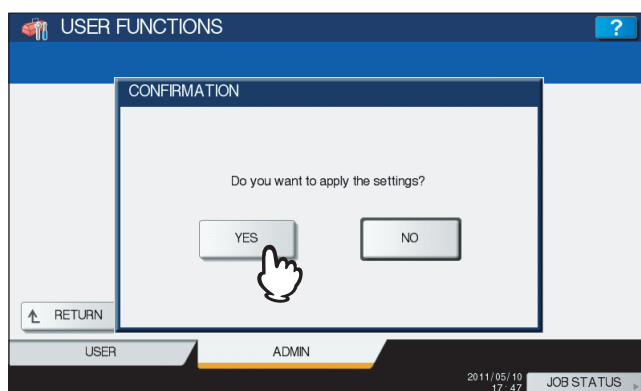 USER FUNCTIONS
?
CONFIRMATION
Do you want to apply the settings?
YES
NO
RETURN
USER
ADMIN
2011/05/10
17:47
JOB STATUS